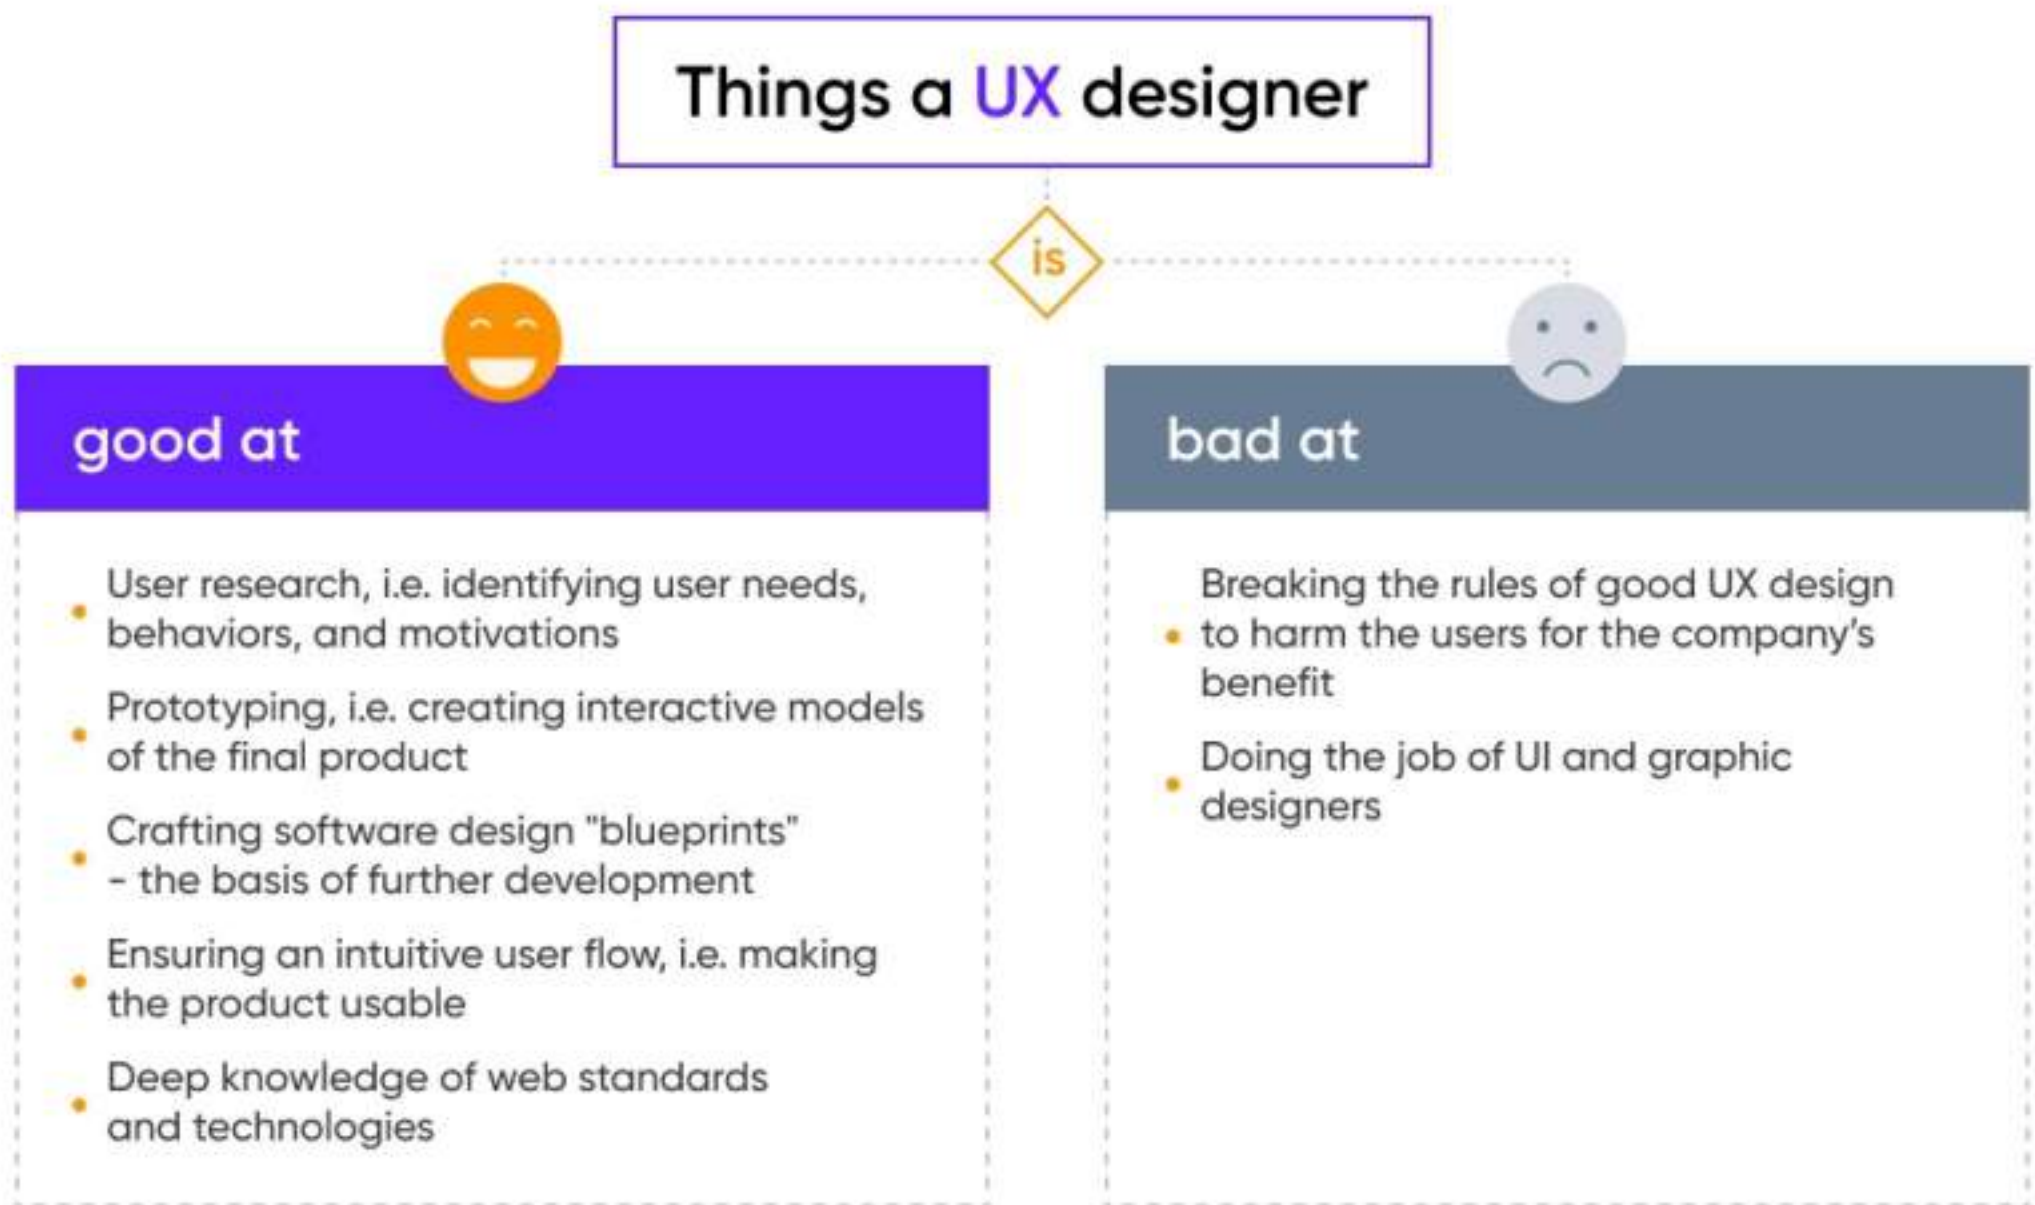 Things a UX designer
is
good at
User research, i.e. identifying user needs,
behaviors, and motivations
Prototyping, i.e. creating interactive models
of the final product
Crafting software design "blueprints"
- the basis of further development
Ensuring an intuitive user flow, i.e. making
the product usable
Deep knowledge of web standards
and technologies
bad at
Breaking the rules of good UX design
to harm the users for the company's
benefit
Doing the job of UI and graphic
designers